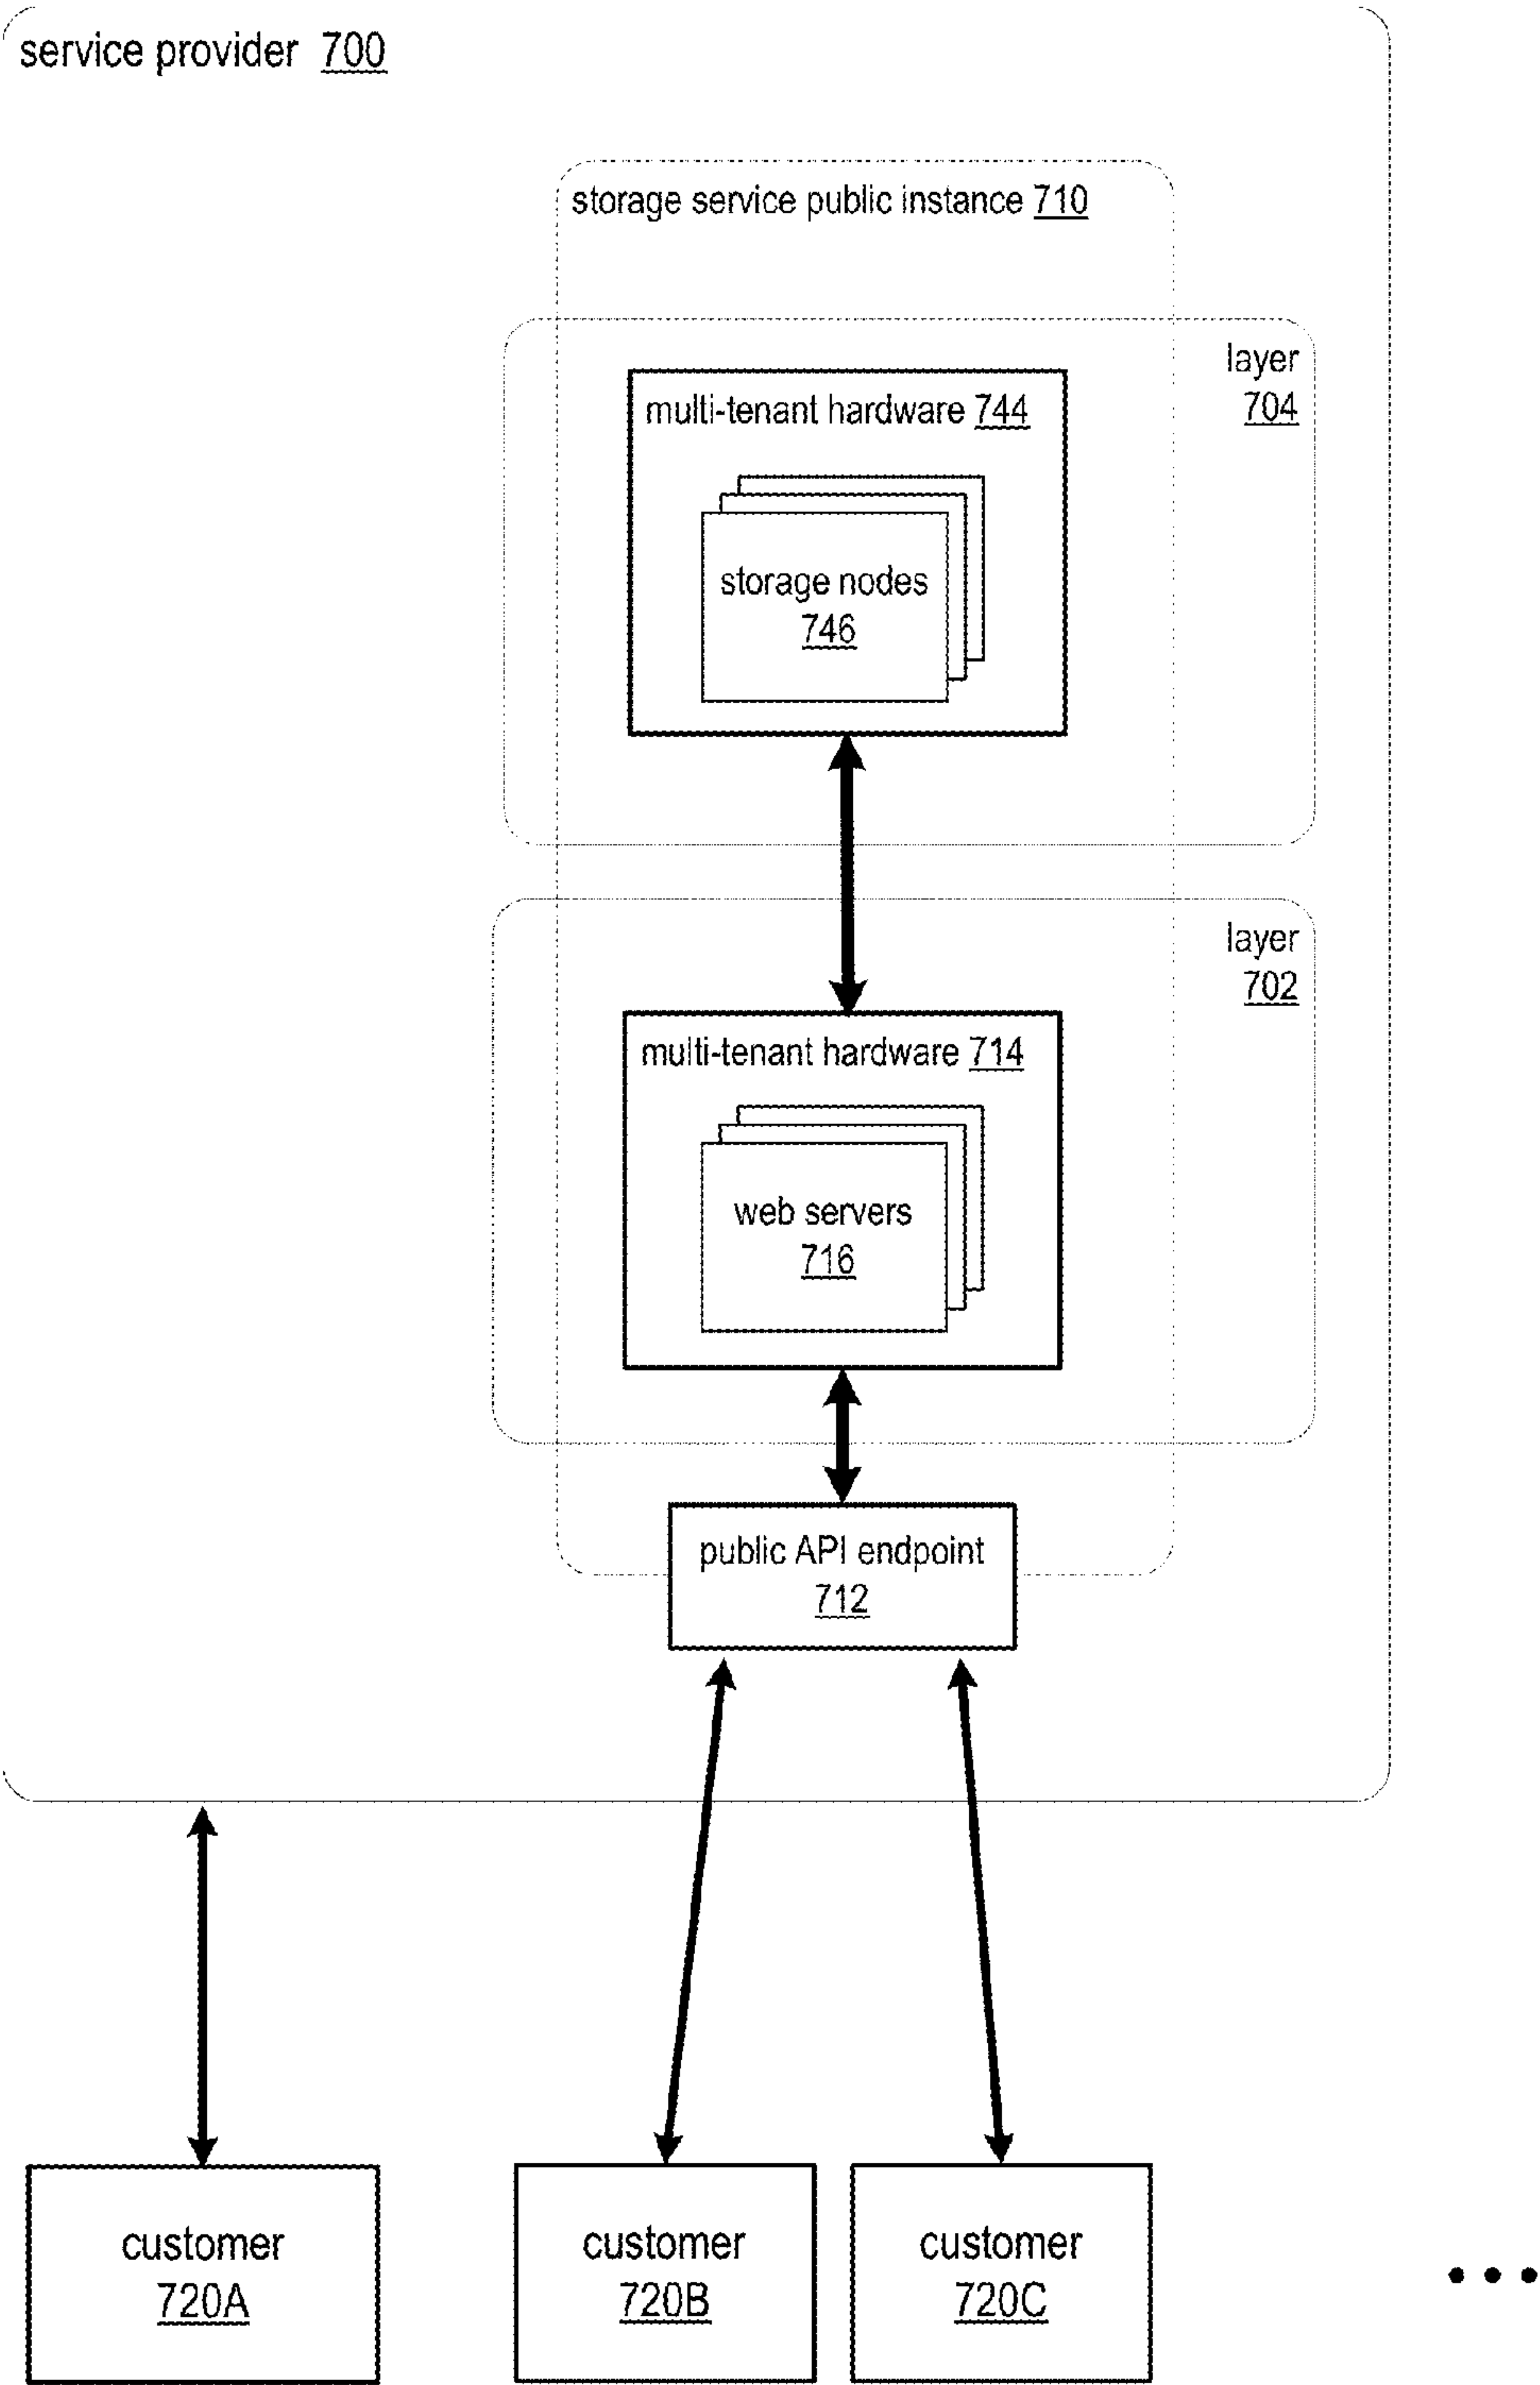 service provider 700
storage service public instance 710
layer
704
multi-tenant hardware 744
storage nodes
746
layer
702
multi-tenant hardware 714
web servers
716
public API endpoint
712
customer
720A
customer
720B
customer
720C
• • •